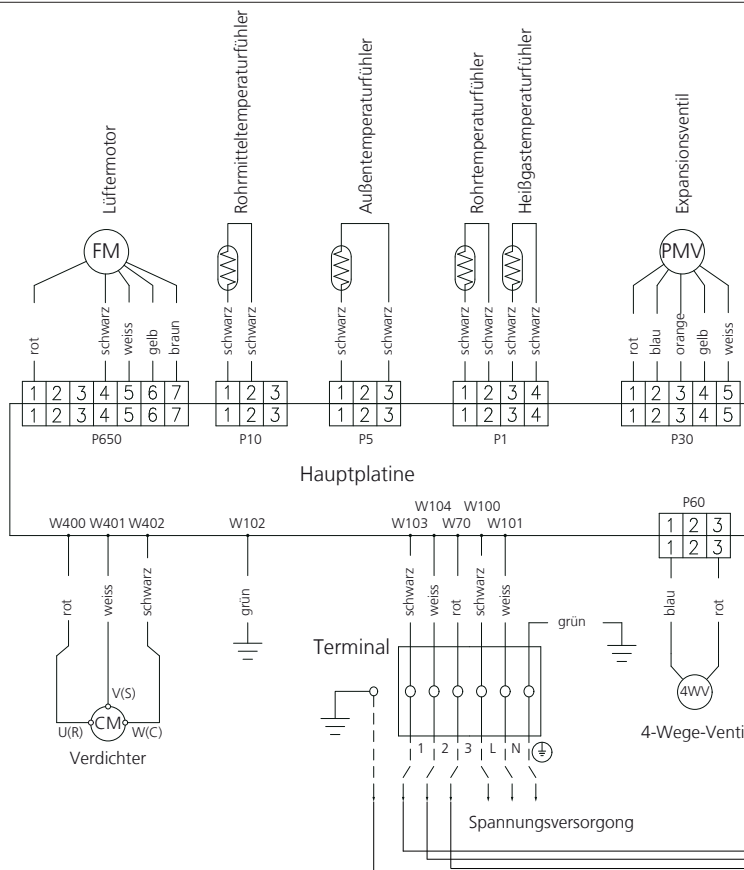 Lüftermotor
Rohrmitteltemperaturfühler
Außentemperaturfühler
Rohrtemperaturfühler
Heißgastemperaturfühler
Expansionsventil
FM
PMV
rot
schwarz
weiss
gelb
braun
schwarz
schwarz
schwarz
schwarz
schwarz
schwarz
schwarz
schwarz
rot
blau
orange
gelb
weiss
1 2 3 4 5 6 7
1 2 3
1 2 3
1 2 3 4
1 2 3 4 5
1 2 3 4 5 6 7
1 2 3
1 2 3
1 2 3 4
1 2 3 4 5
P650
P10
P5
P1
P30
Hauptplatine
W104 W100
W400 W401 W402
W102
W103 W70 W101
P60
1 2 3
1 2 3
rot
weiss
schwarz
grün
schwarz
weiss
rot
schwarz
weiss
grün
blau
rot
Terminal
V(S)
U(R)
CM
W(C)
Verdichter
4WV
4-Wege-Venti
1 2 3 L N
Spannungsversorgong